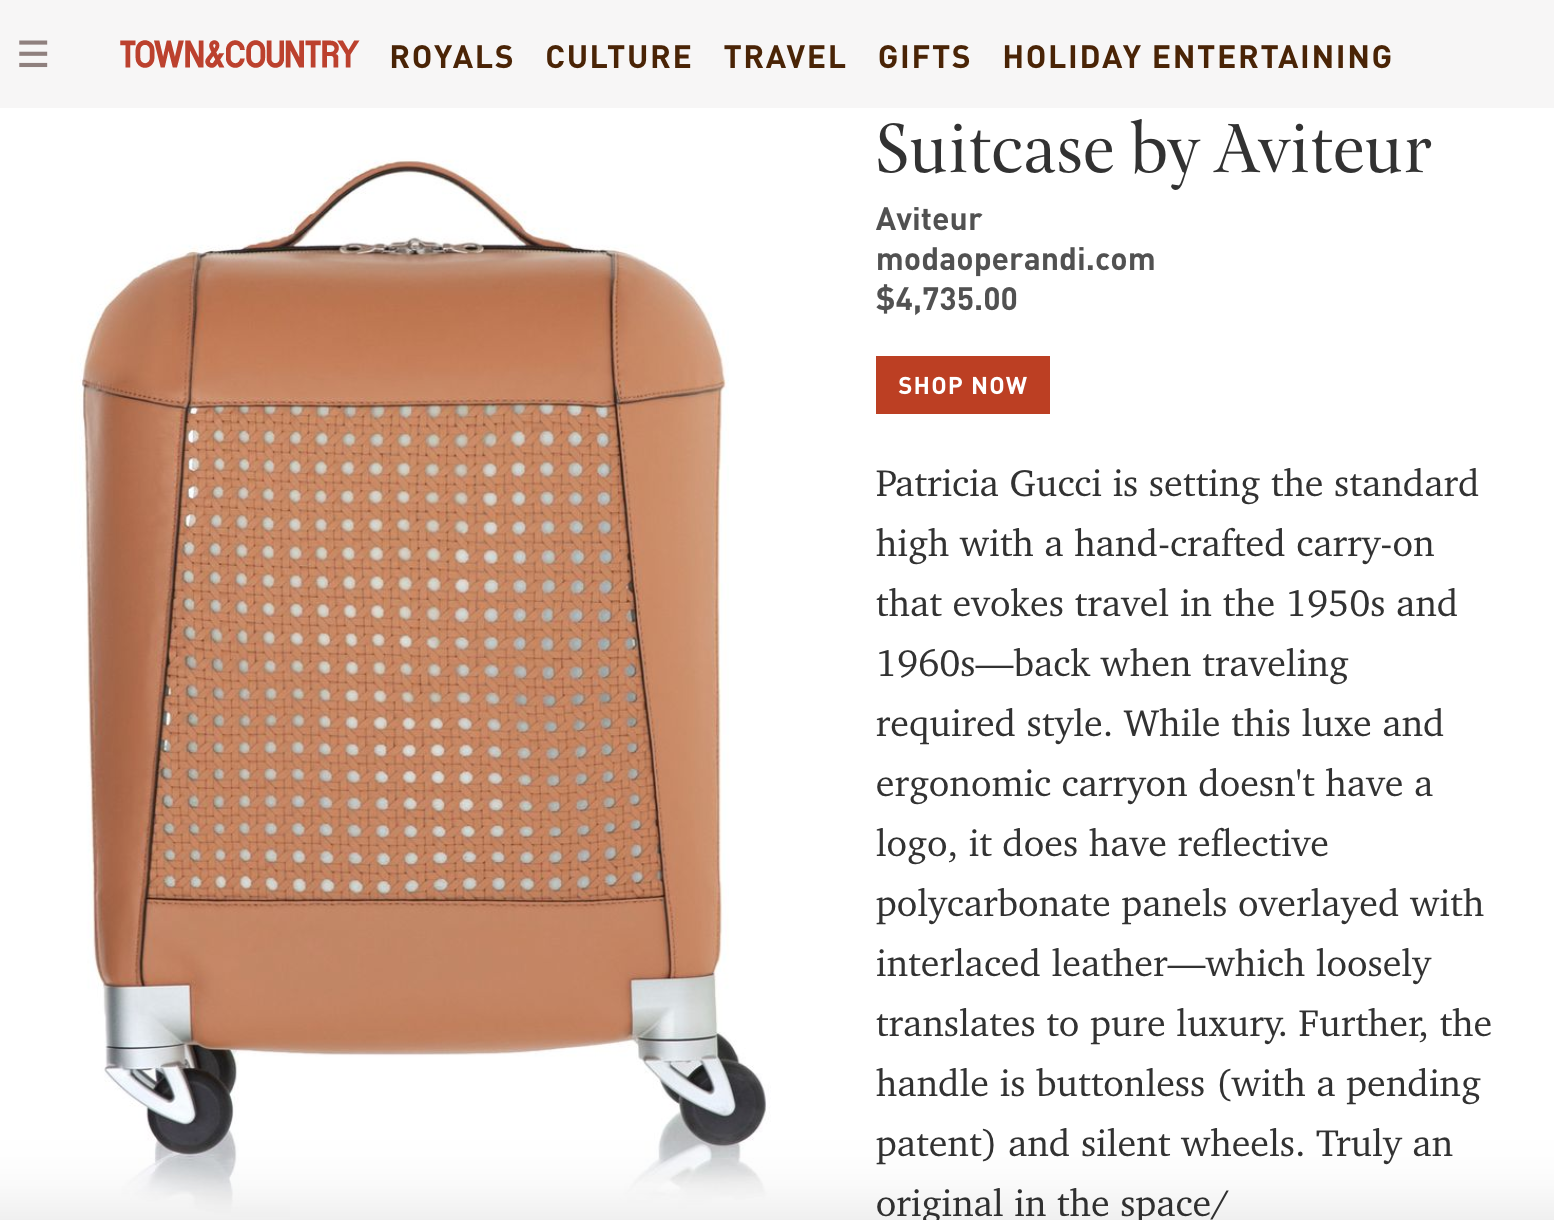 TOWN&COUNTRY ROYALS CULTURE TRAVEL GIFTS HOLIDAY ENTERTAINING
Suitcase by Aviteur
Aviteur
modaoperandi.com
$4,735.00
SHOP NOW
Patricia Gucci is setting the standard
high with a hand-crafted carry-on
that evokes travel in the 1950s and
1960s—back when traveling
required style. While this luxe and
ergonomic carryon doesn't have a
logo, it does have reflective
polycarbonate panels overlayed with
interlaced leather—which loosely
translates to pure luxury. Further, the
handle is buttonless (with a pending
patent) and silent wheels. Truly an
original in the space/